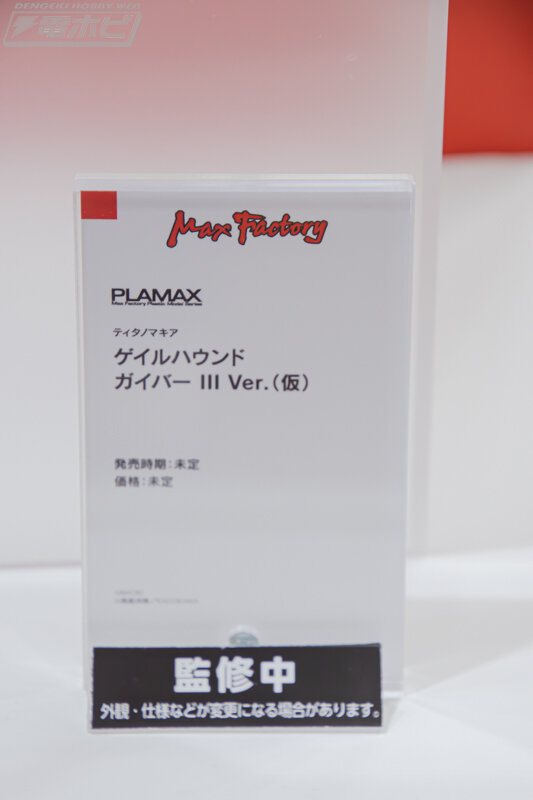 DENGEKI HOBBY WEB
電ホビ
Max Factory
PLAMAX
Max Factory Plastic Model Series
ティタノマキア
ゲイルハウンド
ガイバー III Ver.（仮）
発売時期：未定
価格：未定
監修中
外観・仕様などが変更になる場合があります。